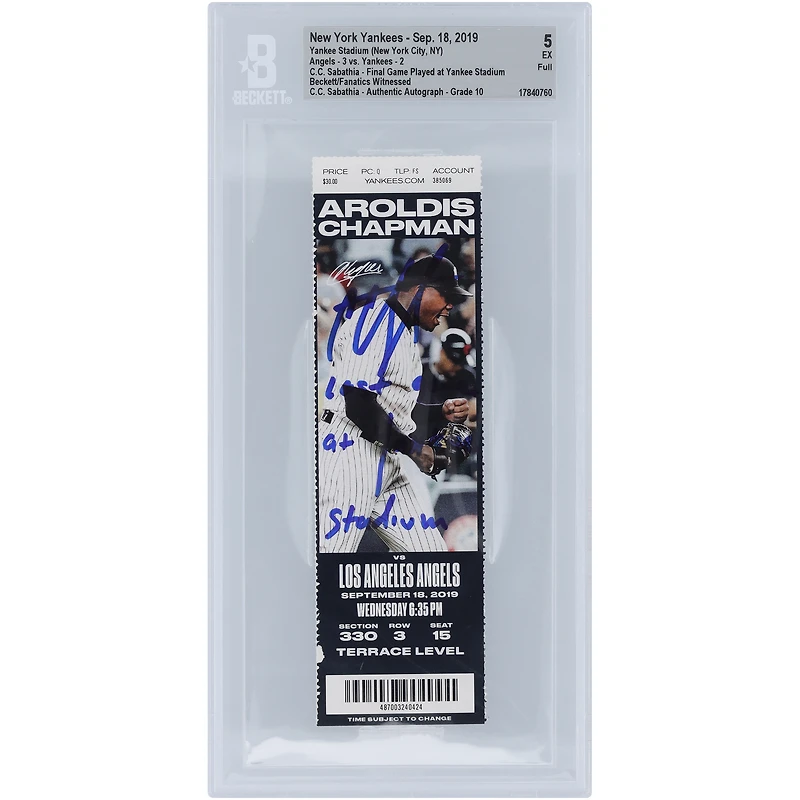 B
BECKETT
New York Yankees - Sep. 18, 2019
Yankee Stadium (New York City, NY)
Angels - 3 vs. Yankees - 2
C.C. Sabathia - Final Game Played at Yankee Stadium
Beckett/Fanatics Witnessed
C.C. Sabathia - Authentic Autograph - Grade 10
5
EX
Full
17840760
PRICE PC: Q TLP: FS ACCOUNT
$30.00 YANKEES.COM 385069
AROLDIS
CHAPMAN
Last
at
Stadium
VS
LOS ANGELES ANGELS
SEPTEMBER 18, 2019
WEDNESDAY 6:35 PM
SECTION ROW SEAT
330 3 15
TERRACE LEVEL
487003240424
TIME SUBJECT TO CHANGE